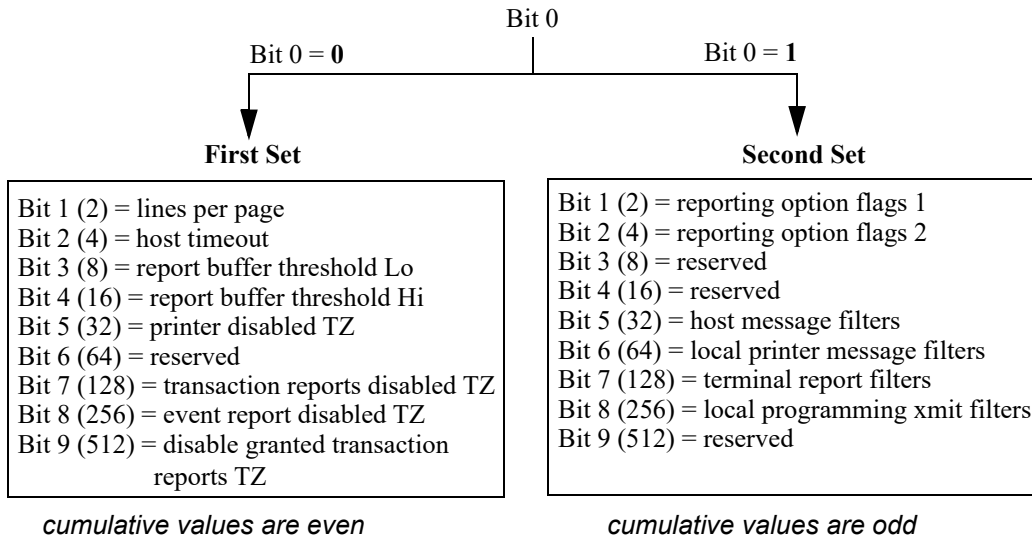 Bit 0
Bit 0 = 0
Bit 0 = 1
First Set
Bit 1 (2) = lines per page
Bit 2 (4) = host timeout
Bit 3 (8) = report buffer threshold Lo
Bit 4 (16) = report buffer threshold Hi
Bit 5 (32) = printer disabled TZ
Bit 6 (64) = reserved
Bit 7 (128) = transaction reports disabled TZ
Bit 8 (256) = event report disabled TZ
Bit 9 (512) = disable granted transaction
reports TZ
cumulative values are even
Second Set
Bit 1 (2) = reporting option flags 1
Bit 2 (4) = reporting option flags 2
Bit 3 (8) = reserved
Bit 4 (16) = reserved
Bit 5 (32) = host message filters
Bit 6 (64) = local printer message filters
Bit 7 (128) = terminal report filters
Bit 8 (256) = local programming xmit filters
Bit 9 (512) = reserved
cumulative values are odd